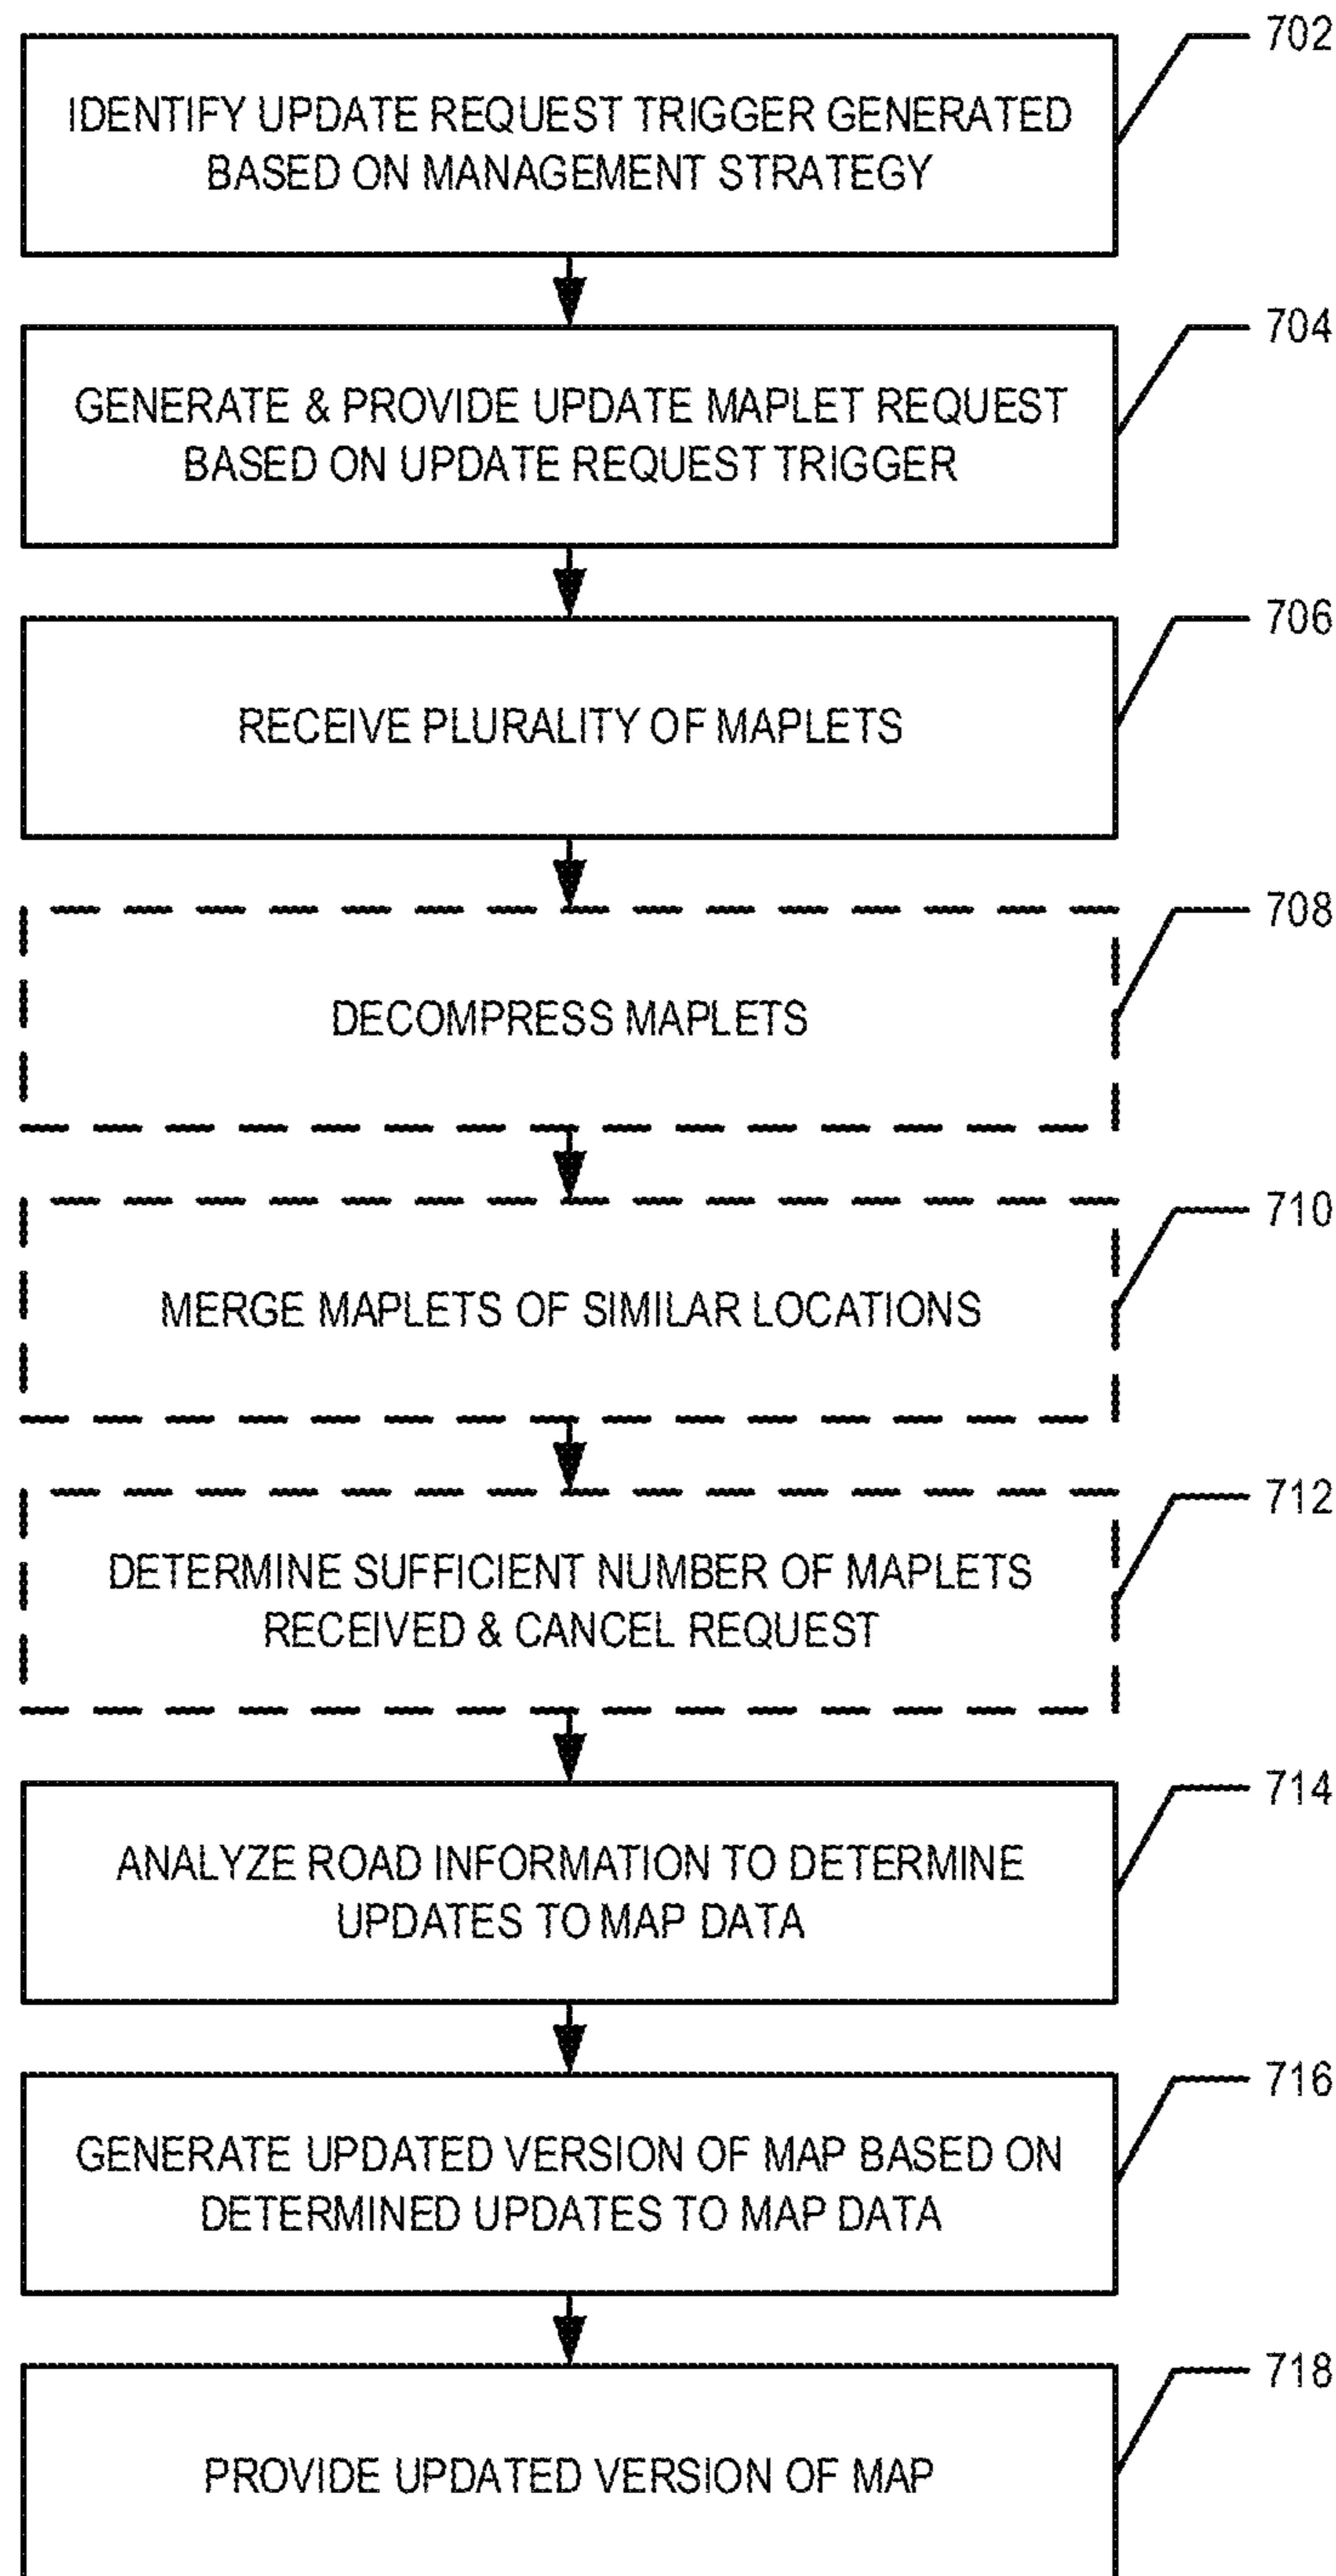 702
IDENTIFY UPDATE REQUEST TRIGGER GENERATED
BASED ON MANAGEMENT STRATEGY
704
GENERATE & PROVIDE UPDATE MAPLET REQUEST
BASED ON UPDATE REQUEST TRIGGER
706
RECEIVE PLURALITY OF MAPLETS
708
DECOMPRESS MAPLETS
710
MERGE MAPLETS OF SIMILAR LOCATIONS
712
DETERMINE SUFFICIENT NUMBER OF MAPLETS
RECEIVED & CANCEL REQUEST
714
ANALYZE ROAD INFORMATION TO DETERMINE
UPDATES TO MAP DATA
716
GENERATE UPDATED VERSION OF MAP BASED ON
DETERMINED UPDATES TO MAP DATA
718
PROVIDE UPDATED VERSION OF MAP